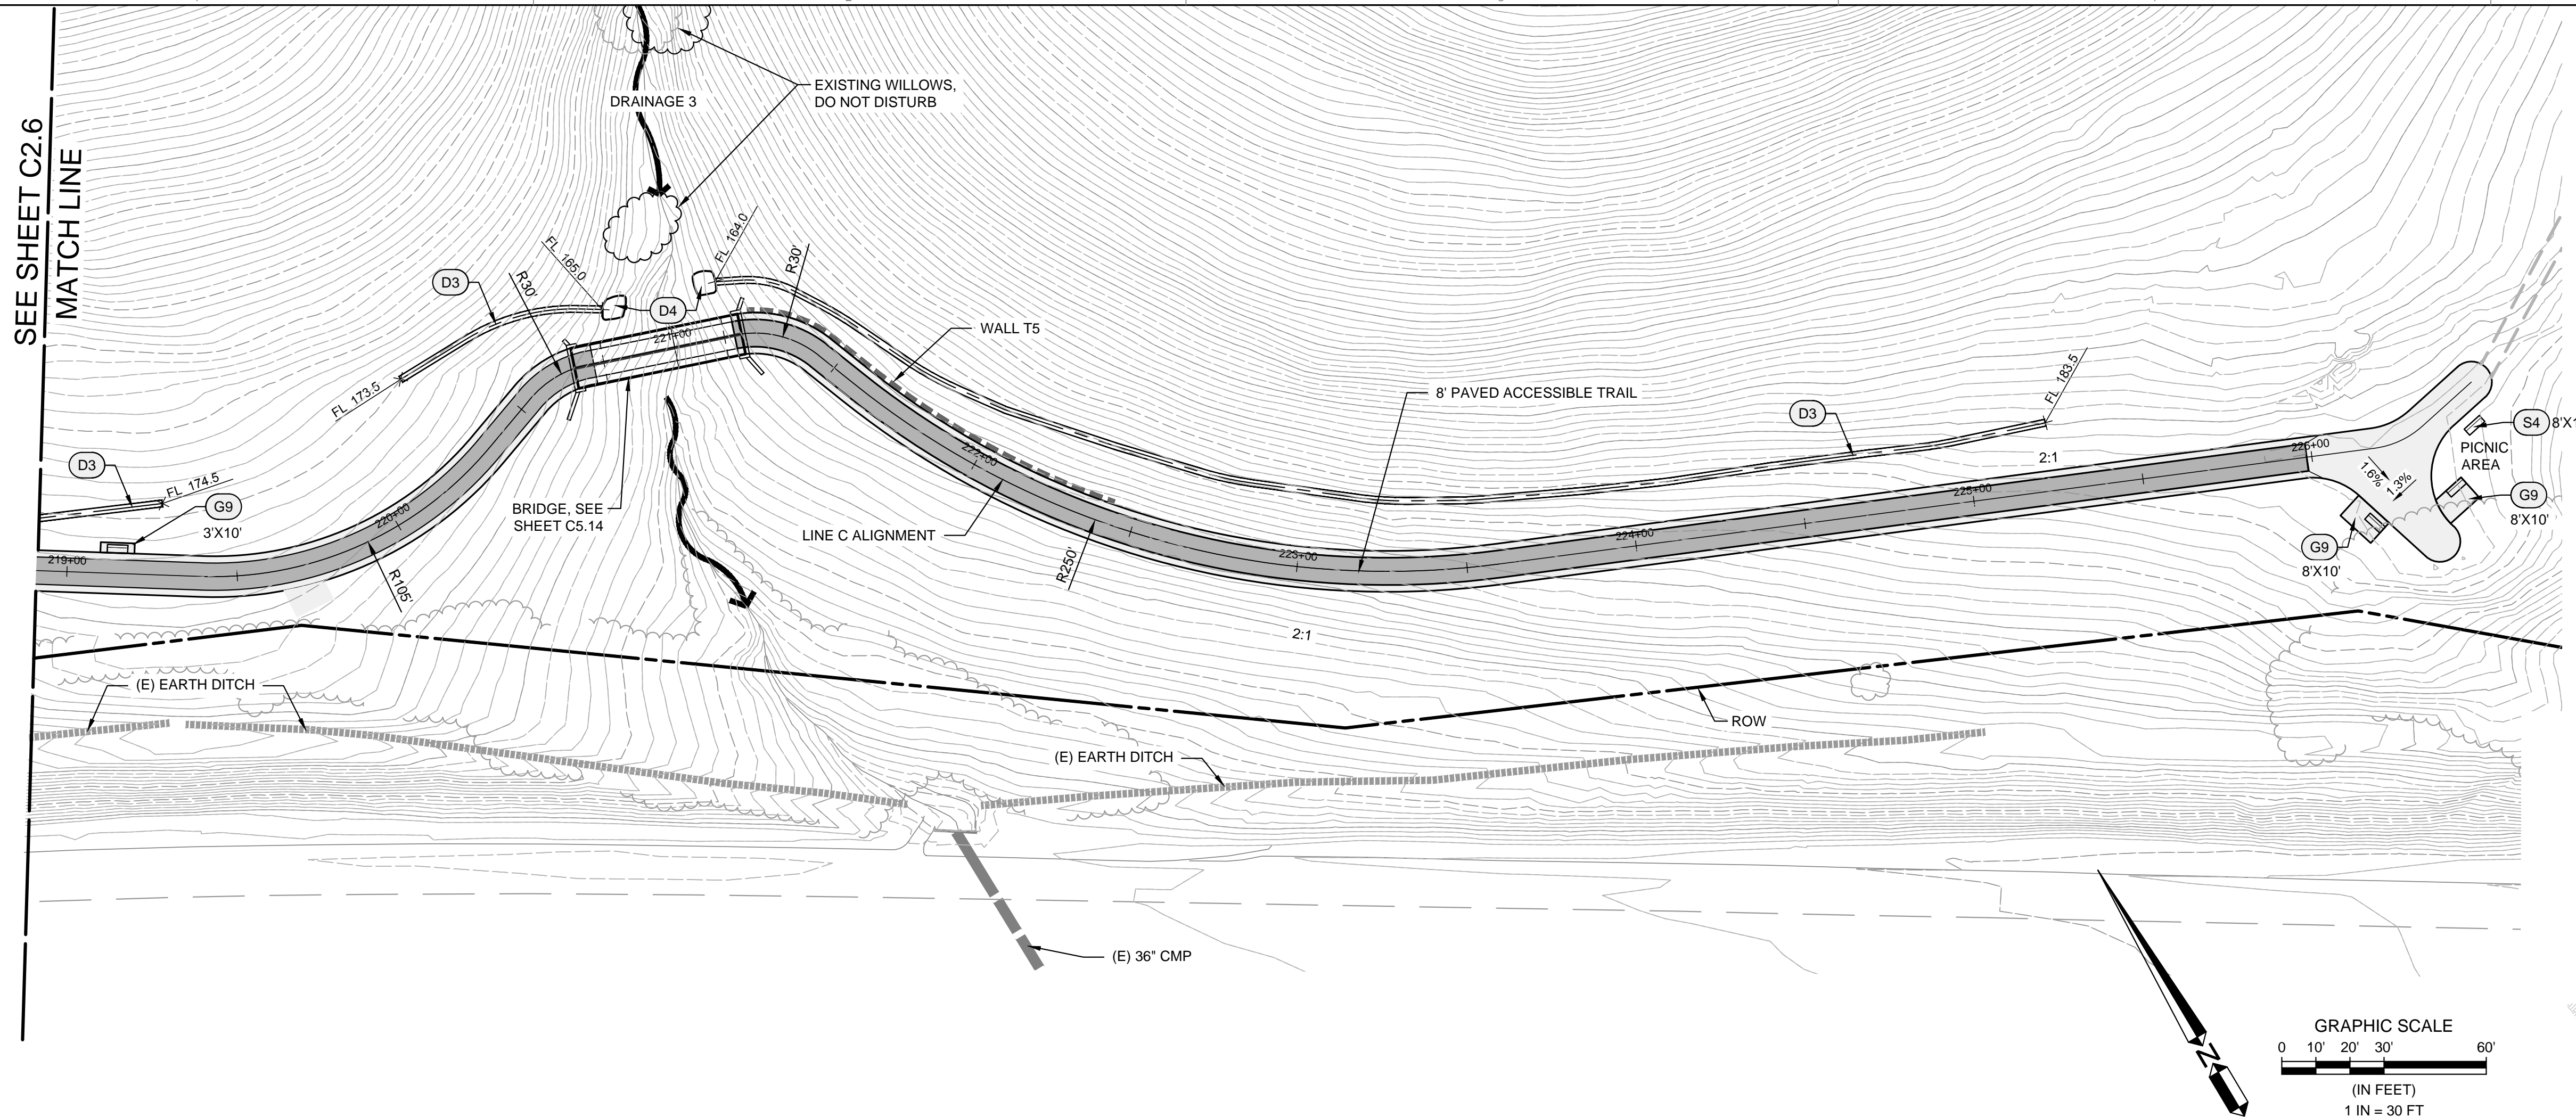 SEE SHEET C2.6
MATCH LINE
DRAINAGE 3
EXISTING WILLOWS,
DO NOT DISTURB
FL 164.0
FL 165.0
R30'
R30'
D3
D4
FL 173.5
221+00
WALL T5
8' PAVED ACCESSIBLE TRAIL
FL 183.5
D3
S4
PICNIC
AREA
226+00
2:1
1.6%
1.3%
D3
FL 174.5
G9
3'X10'
220+00
BRIDGE, SEE
SHEET C5.14
222+00
LINE C ALIGNMENT
225+00
G9
8'X10'
219+00
R105'
R250'
223+00
224+00
G9
8'X10'
2:1
(E) EARTH DITCH
ROW
(E) EARTH DITCH
(E) 36" CMP
N
GRAPHIC SCALE
0 10' 20' 30' 60'
(IN FEET)
1 IN = 30 FT